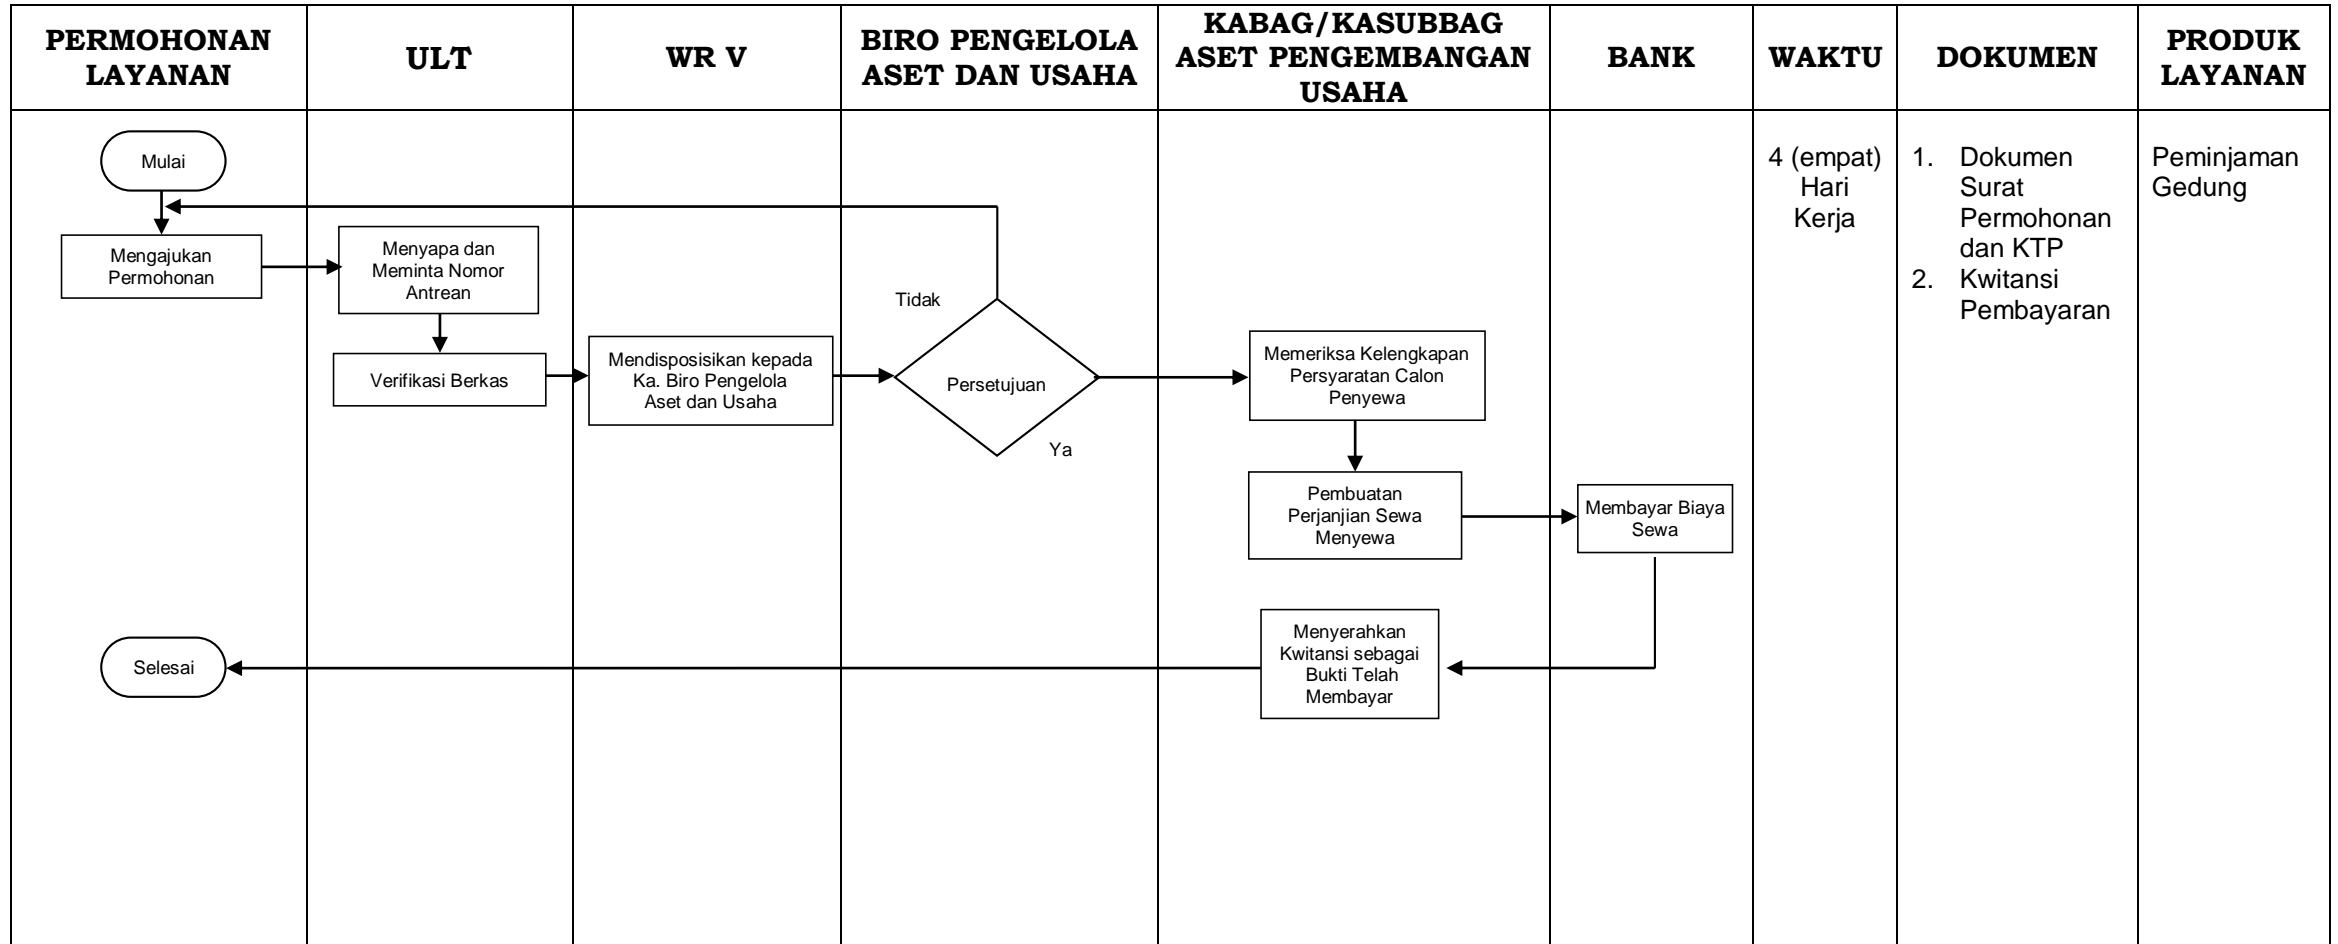 PERMOHONAN
LAYANAN
ULT
WR V
BIRO PENGELOLA
ASET DAN USAHA
KABAG/KASUBBAG
ASET PENGEMBANGAN
USAHA
BANK
WAKTU
DOKUMEN
PRODUK
LAYANAN
Mulai
Mengajukan
Permohonan
Menyapa dan
Meminta Nomor
Antrean
Verifikasi Berkas
Mendisposisikan kepada
Ka. Biro Pengelola
Aset dan Usaha
Tidak
Persetujuan
Ya
Memeriksa Kelengkapan
Persyaratan Calon
Penyewa
Pembuatan
Perjanjian Sewa
Menyewa
Membayar Biaya
Sewa
Menyerahkan
Kwitansi sebagai
Bukti Telah
Membayar
Selesai
4 (empat)
Hari
Kerja
1. Dokumen
Surat
Permohonan
dan KTP
2. Kwitansi
Pembayaran
Peminjaman
Gedung